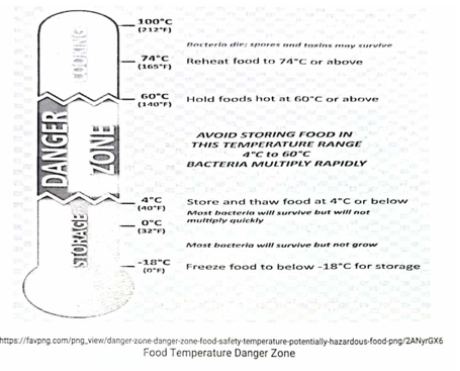 100°C
(212°F)
Bacteria die; spores and toxins may survive
COOKING
74°C
(165°F)
Reheat food to 74°C or above
60°C
(140°F)
Hold foods hot at 60°C or above
DANGER
ZONE
AVOID STORING FOOD IN
THIS TEMPERATURE RANGE
4°C to 60°C
BACTERIA MULTIPLY RAPIDLY
4°C
(40°F)
Store and thaw food at 4°C or below
Most bacteria will survive but will not
multiply quickly
STORAGE
0°C
(32°F)
Most bacteria will survive but not grow
-18°C
(0°F)
Freeze food to below -18°C for storage
https://favpng.com/png_view/danger-zone-danger-zone-food-safety-temperature-potentially-hazardous-food-png/2ANyrGX6
Food Temperature Danger Zone